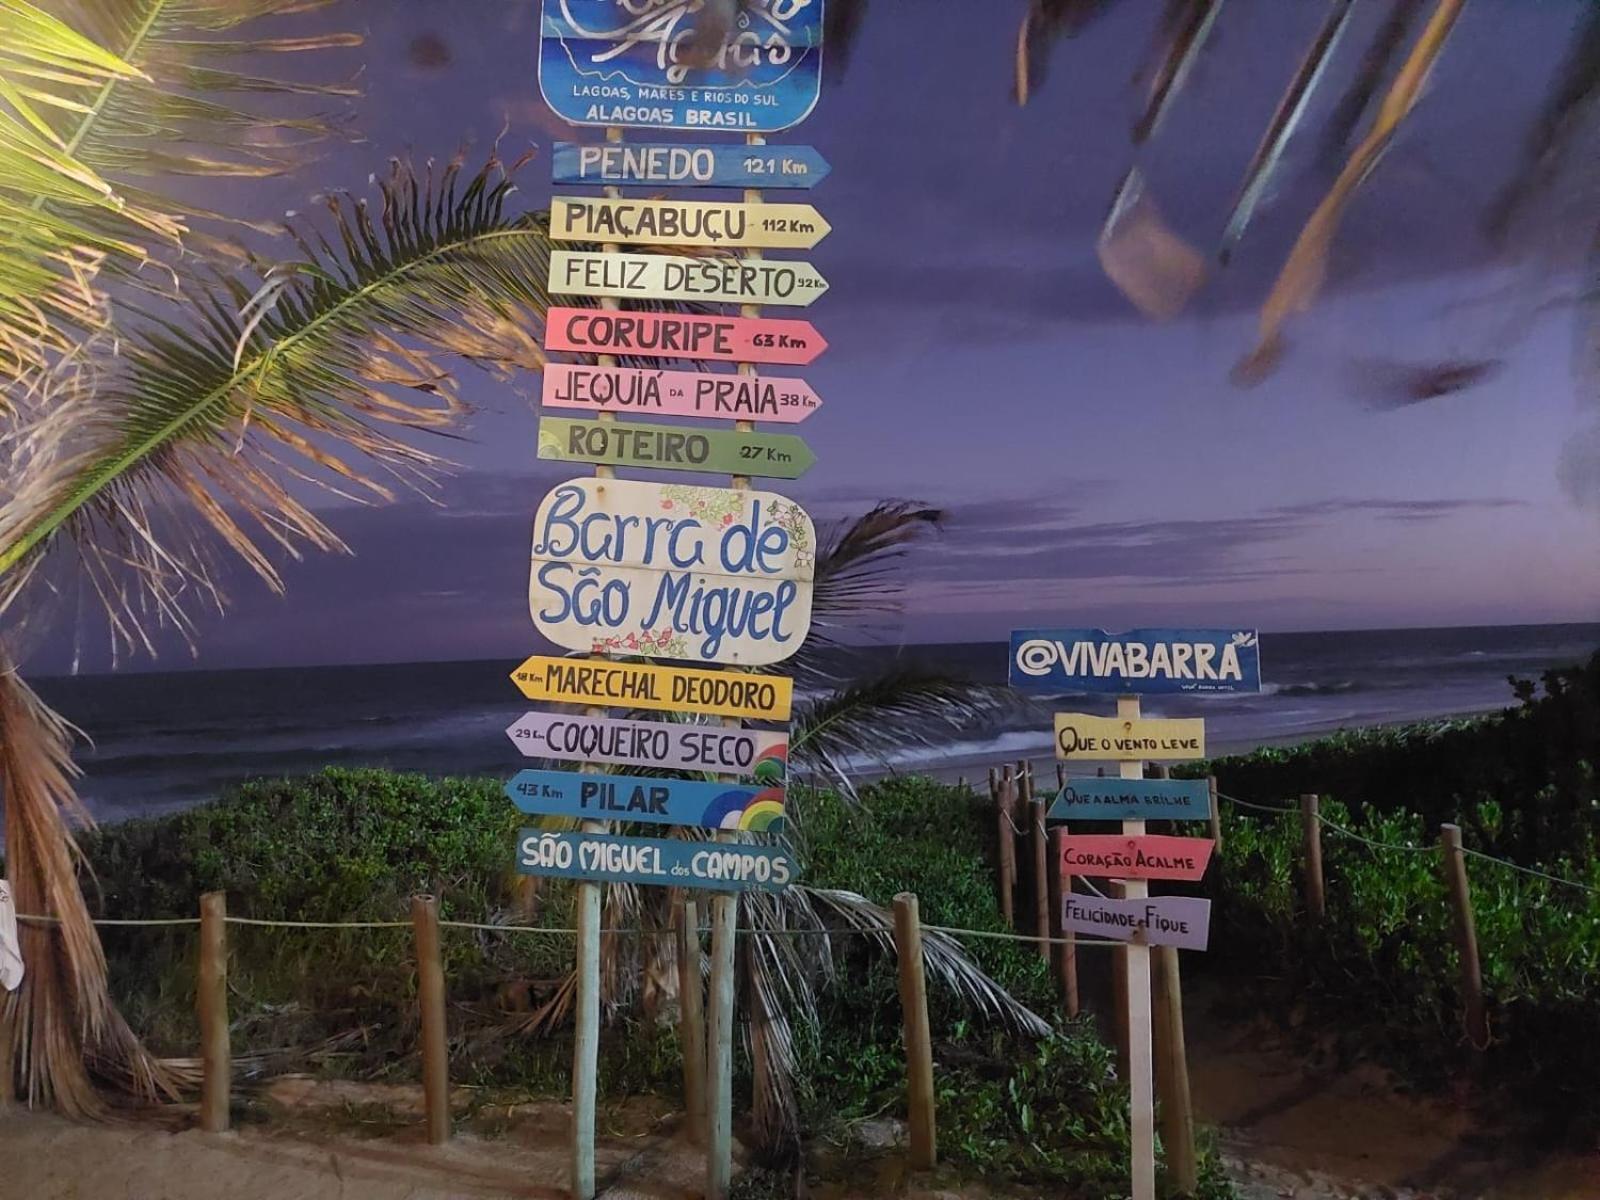 Águas
LAGOAS, MARES E RIOS DO SUL
ALAGOAS BRASIL
PENEDO 121 Km
PIAÇABUÇU 112 Km
FELIZ DESERTO 92 Km
CORURIPE 63 Km
JEQUIÁ DA PRAIA 38 Km
ROTEIRO 27 Km
Barra de
São Miguel
18 Km MARECHAL DEODORO
29 Km COQUEIRO SECO
43 Km PILAR
SÃO MIGUEL dos CAMPOS
@VIVABARRA
QUE O VENTO LEVE
QUE A ALMA BRILHE
CORAÇÃO ACALME
FELICIDADE FIQUE